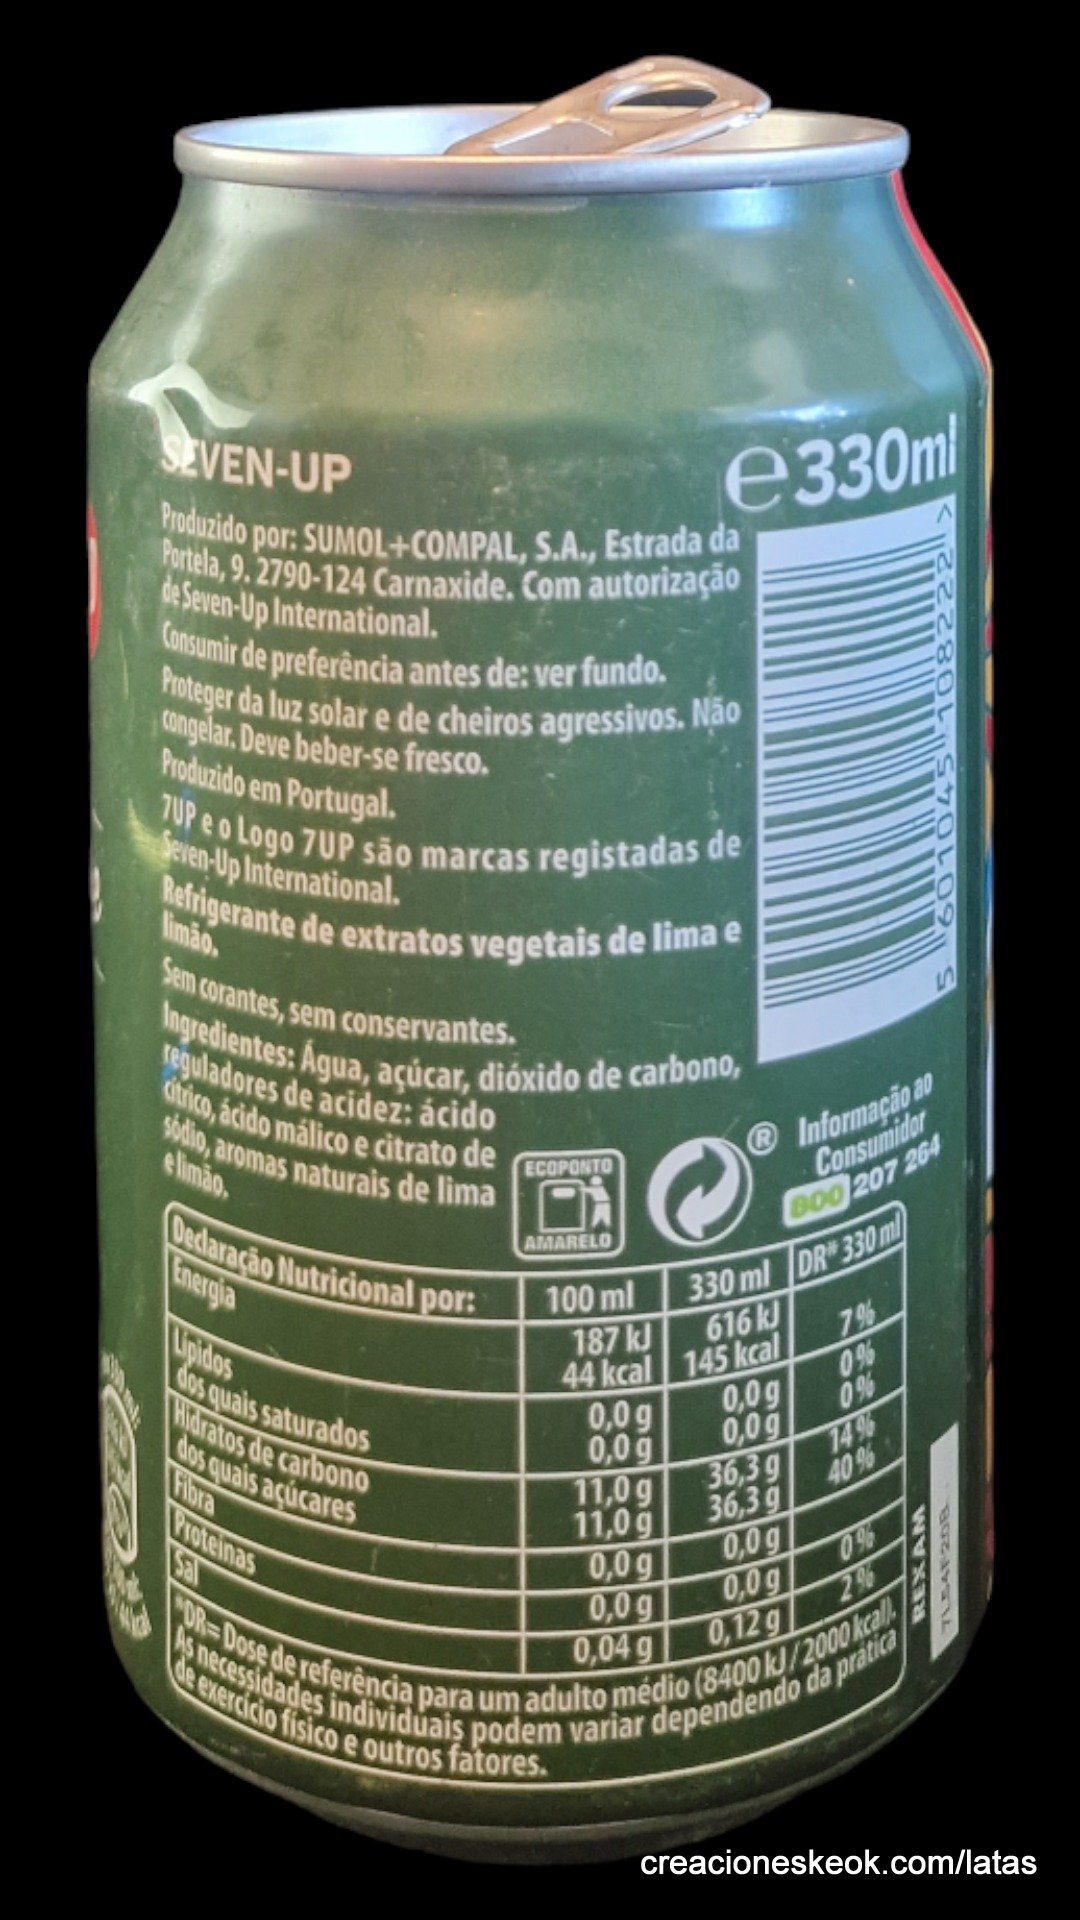 SEVEN-UP
e 330ml
Produzido por: SUMOL+COMPAL, S.A., Estrada da
Portela, 9. 2790-124 Carnaxide. Com autorização
de Seven-Up International.
Consumir de preferência antes de: ver fundo.
Proteger da luz solar e de cheiros agressivos. Não
congelar. Deve beber-se fresco.
Produzido em Portugal.
7UP e o Logo 7UP são marcas registadas de
Seven-Up International.
Refrigerante de extratos vegetais de lima e
limão.
Sem corantes, sem conservantes.
Ingredientes: Água, açúcar, dióxido de carbono,
reguladores de acidez: ácido
cítrico, ácido málico e citrato de
sódio, aromas naturais de lima
e limão.
5 601045 108222 >
ECOPONTO
AMARELO
®
Informação ao
Consumidor
800 207 264
Declaração Nutricional por: 100 ml 330 ml DR* 330 ml
Energia 187 kJ 616 kJ 7%
44 kcal 145 kcal
Lípidos 0,0 g 0,0 g 0%
dos quais saturados 0,0 g 0,0 g 0%
Hidratos de carbono 11,0 g 36,3 g 14%
dos quais açúcares 11,0 g 36,3 g 40%
Fibra 0,0 g 0,0 g
Proteínas 0,0 g 0,0 g 0%
Sal 0,04 g 0,12 g 2%
*DR= Dose de referência para um adulto médio (8400 kJ / 2000 kcal).
As necessidades individuais podem variar dependendo da prática
de exercício físico e outros fatores.
REXAM
creacioneskeok.com/latas